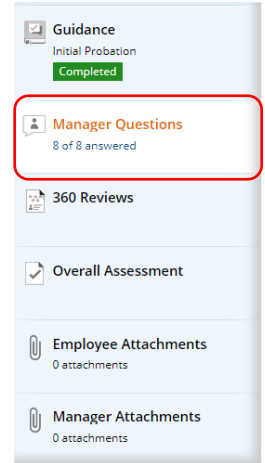 Guidance
Initial Probation
Completed
Manager Questions
8 of 8 answered
360 Reviews
Overall Assessment
Employee Attachments
0 attachments
Manager Attachments
0 attachments